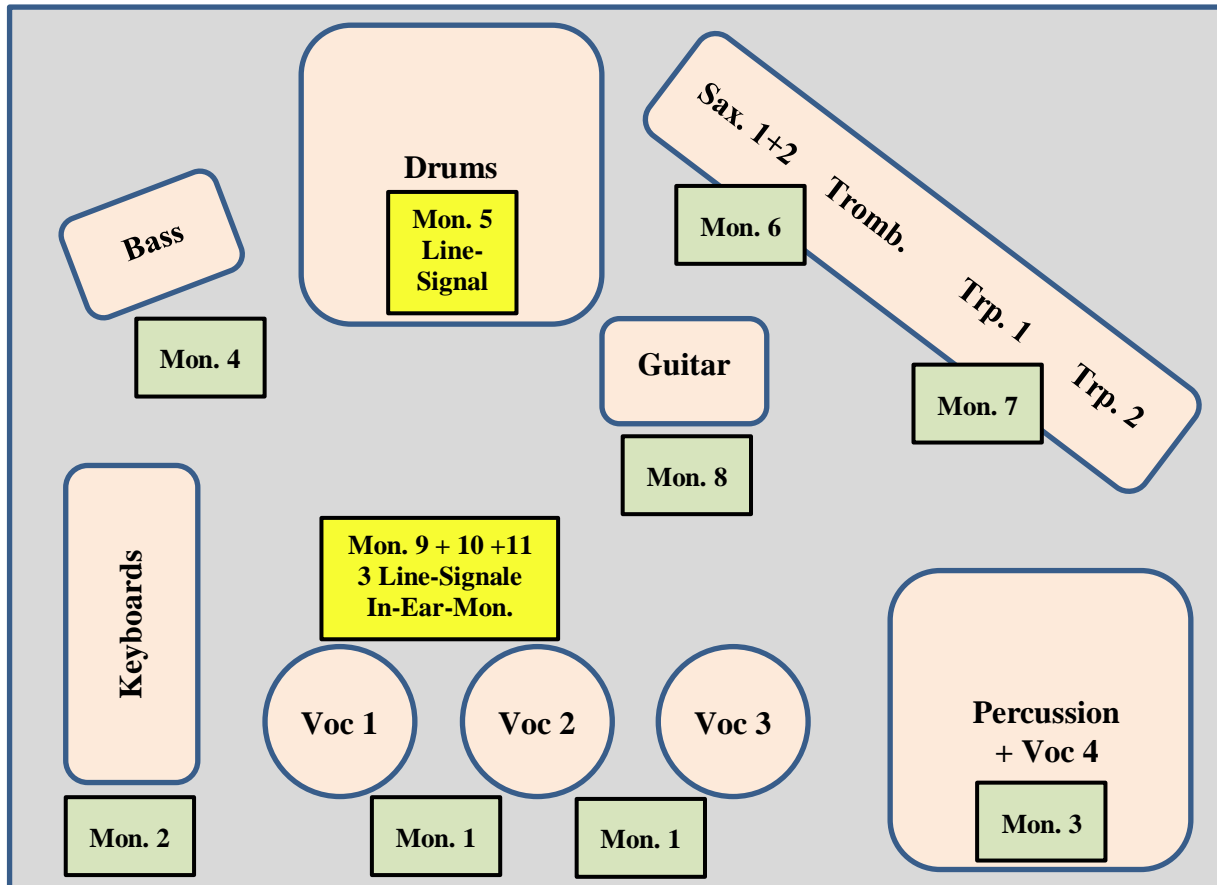 Sax. 1+2
Tromb.
Trp. 1
Trp. 2
Drums
Mon. 5
Line-
Signal
Mon. 6
Bass
Mon. 4
Guitar
Mon. 7
Mon. 8
Keyboards
Mon. 9 + 10 +11
3 Line-Signale
In-Ear-Mon.
Voc 1
Voc 2
Voc 3
Percussion
+ Voc 4
Mon. 2
Mon. 1
Mon. 1
Mon. 3